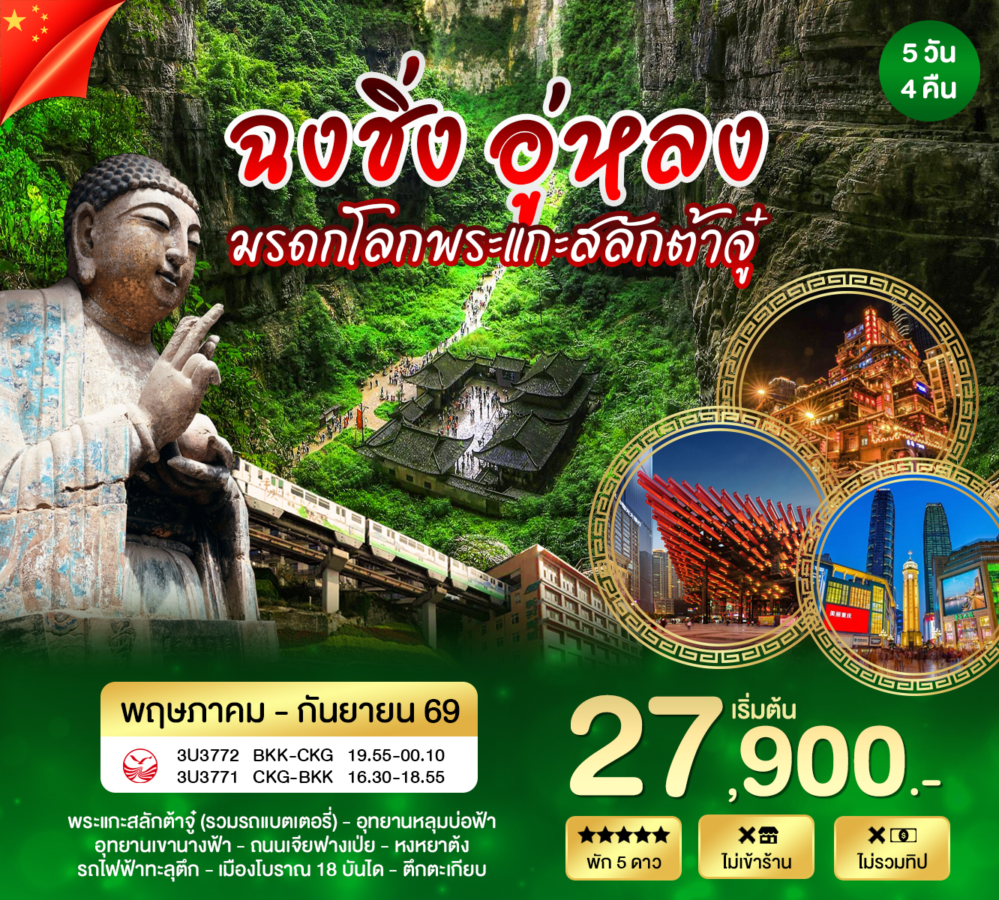 5 วัน
4 คืน
ฉงชิ่ง อู่หลง
มรดกโลกพระแกะสลักต้าจู๋
美丽重庆
พฤษภาคม - กันยายน 69
3U3772 BKK-CKG 19.55-00.10
3U3771 CKG-BKK 16.30-18.55
เริ่มต้น
27,900.-
พระแกะสลักต้าจู๋ (รวมรถแบตเตอรี่) - อุทยานหลุมบ่อฟ้า
อุทยานเขานางฟ้า - ถนนเจียฟางเป่ย - หงหยาต้ง
รถไฟฟ้าทะลุตึก - เมืองโบราณ 18 บันได - ตึกตะเกียบ
พัก 5 ดาว
ไม่เข้าร้าน
ไม่รวมทิป